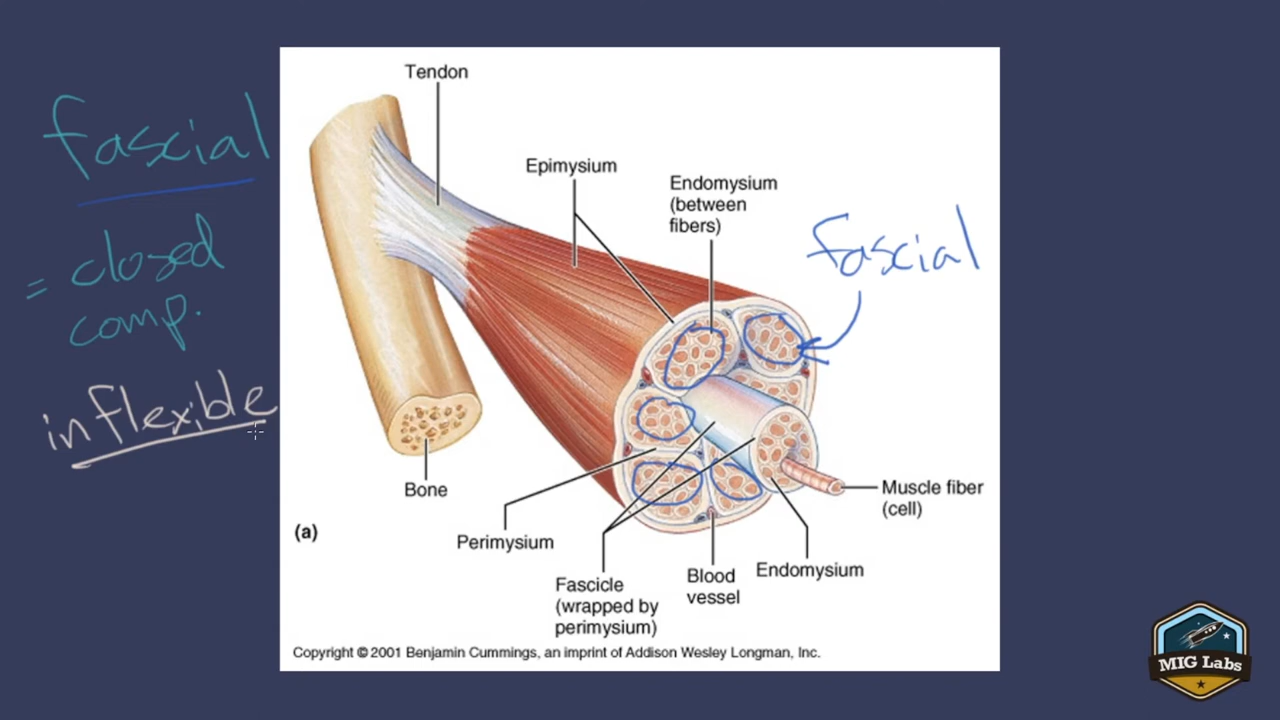 fascial
= closed
comp.
inflexible
Tendon
Epimysium
Endomysium
(between
fibers)
fascial
Bone
(a)
Perimysium
Fascicle
(wrapped by
perimysium)
Blood
vessel
Endomysium
Muscle fiber
(cell)
Copyright © 2001 Benjamin Cummings, an imprint of Addison Wesley Longman, Inc.
MIG Labs